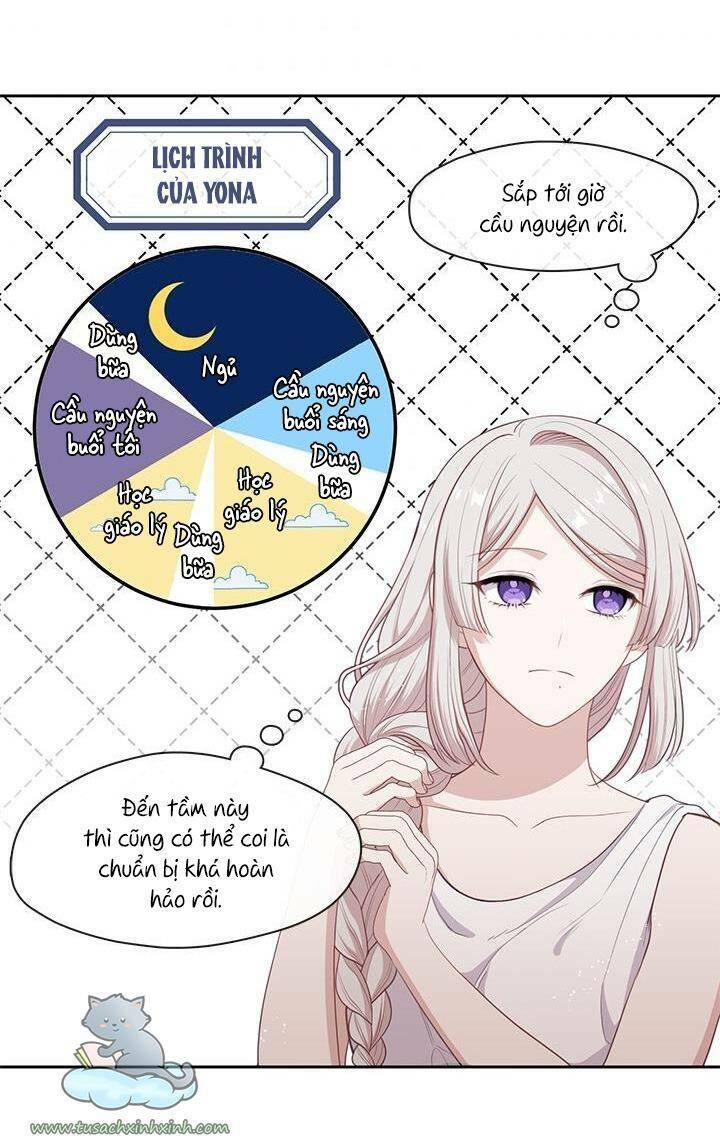 LỊCH TRÌNH
CỦA YONA
Sắp tới giờ
cầu nguyện rồi.
Ngủ
Cầu nguyện
buổi sáng
Dùng
bữa
Học
giáo lý
Dùng
bữa
Học
giáo lý
Cầu nguyện
buổi tối
Dùng
bữa
Đến tầm này
thì cũng có thể coi là
chuẩn bị khá hoàn
hảo rồi.
www.tusachxinhxinh.com